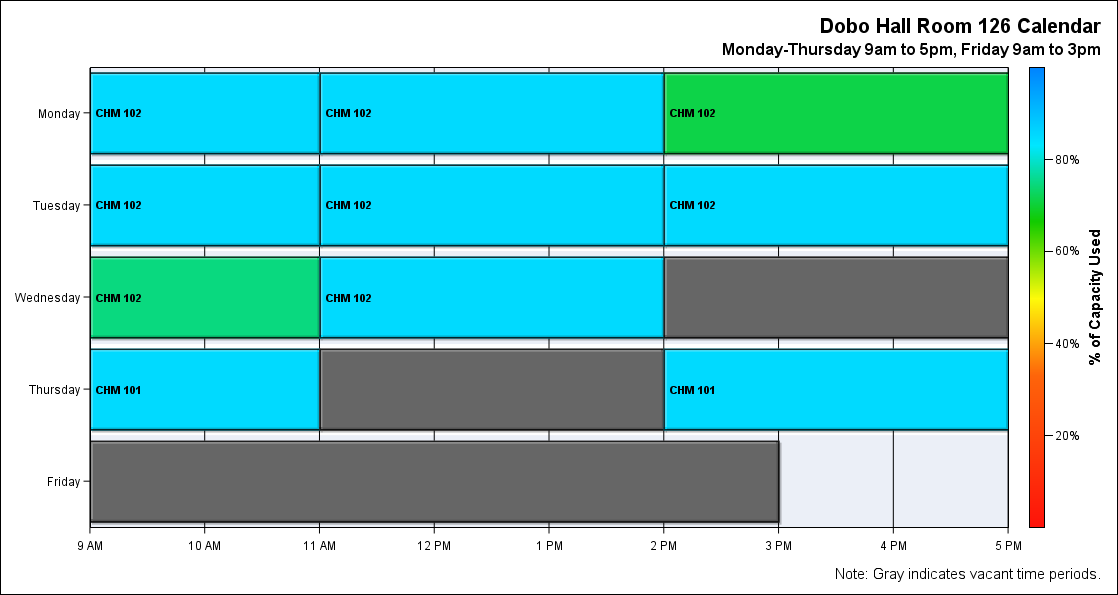 Dobo Hall Room 126 Calendar
Monday-Thursday 9am to 5pm, Friday 9am to 3pm
Monday
CHM 102
CHM 102
CHM 102
Tuesday
CHM 102
CHM 102
CHM 102
Wednesday
CHM 102
CHM 102
Thursday
CHM 101
CHM 101
Friday
9 AM
10 AM
11 AM
12 PM
1 PM
2 PM
3 PM
4 PM
5 PM
80%
60%
40%
20%
% of Capacity Used
Note: Gray indicates vacant time periods.